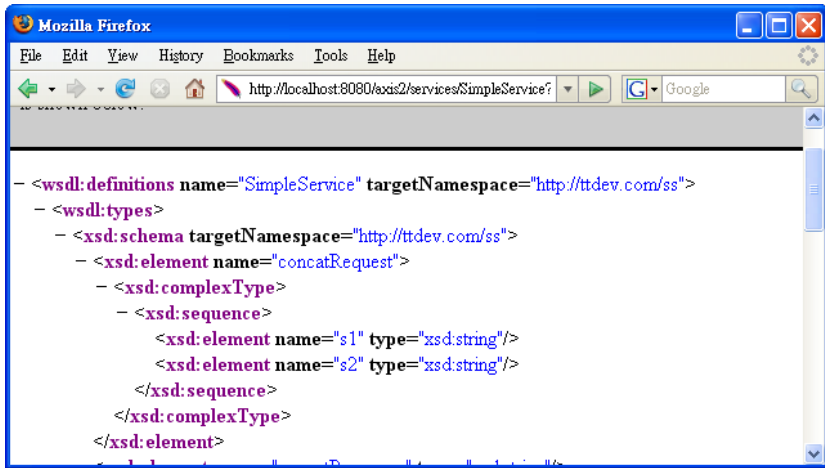 Mozilla Firefox
File Edit View History Bookmarks Tools Help
http://localhost:8080/axis2/services/SimpleService? G Google
is shown below.
− <wsdl:definitions name="SimpleService" targetNamespace="http://ttdev.com/ss">
− <wsdl:types>
− <xsd:schema targetNamespace="http://ttdev.com/ss">
− <xsd:element name="concatRequest">
− <xsd:complexType>
− <xsd:sequence>
<xsd:element name="s1" type="xsd:string"/>
<xsd:element name="s2" type="xsd:string"/>
</xsd:sequence>
</xsd:complexType>
</xsd:element>